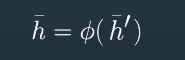 h̄ = ϕ( h̄′ )